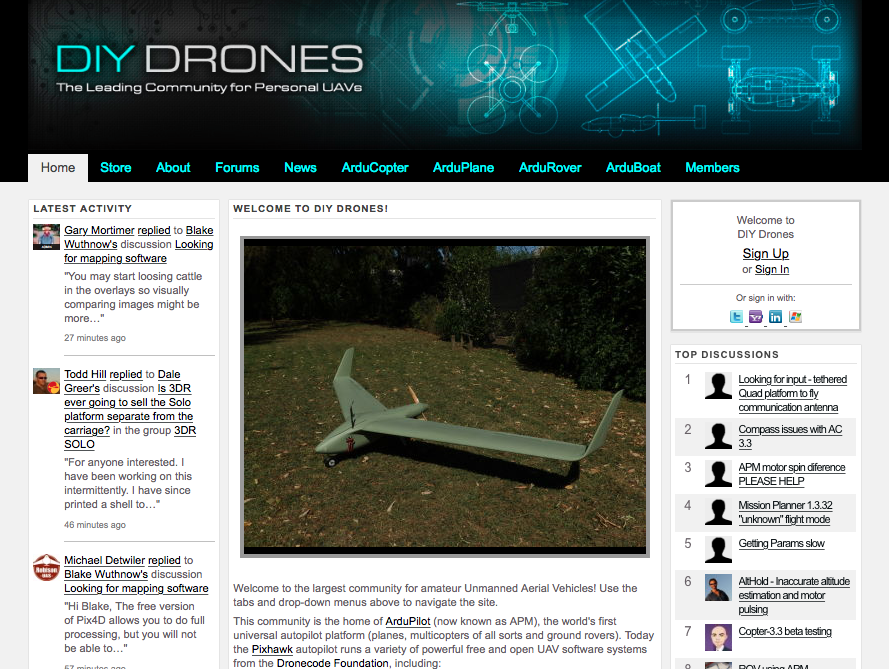 DIY DRONES
The Leading Community for Personal UAVs
Home
Store
About
Forums
News
ArduCopter
ArduPlane
ArduRover
ArduBoat
Members
LATEST ACTIVITY
Gary Mortimer replied to Blake
Wuthnow's discussion Looking
for mapping software
"You may start loosing cattle
in the overlays so visually
comparing images might be
more…"
27 minutes ago
Todd Hill replied to Dale
Greer's discussion Is 3DR
ever going to sell the Solo
platform separate from the
carriage? in the group 3DR
SOLO
"For anyone interested. I
have been working on this
intermittently. I have since
printed a shell to…"
46 minutes ago
Michael Detwiler replied to
Blake Wuthnow's discussion
Looking for mapping software
"Hi Blake, The free version
of Pix4D allows you to do full
processing, but you will not
be able to…"
57 minutes ago
WELCOME TO DIY DRONES!
Welcome to the largest community for amateur Unmanned Aerial Vehicles! Use the
tabs and drop-down menus above to navigate the site.
This community is the home of ArduPilot (now known as APM), the world's first
universal autopilot platform (planes, multicopters of all sorts and ground rovers). Today
the Pixhawk autopilot runs a variety of powerful free and open UAV software systems
from the Dronecode Foundation, including:
Welcome to
DIY Drones
Sign Up
or Sign In
Or sign in with:
TOP DISCUSSIONS
1 Looking for input - tethered
Quad platform to fly
communication antenna
2 Compass issues with AC
3.3
3 APM motor spin diference
PLEASE HELP
4 Mission Planner 1.3.32
"unknown" flight mode
5 Getting Params slow
6 AltHold - Inaccurate altitude
estimation and motor
pulsing
7 Copter-3.3 beta testing
8 ROV using APM